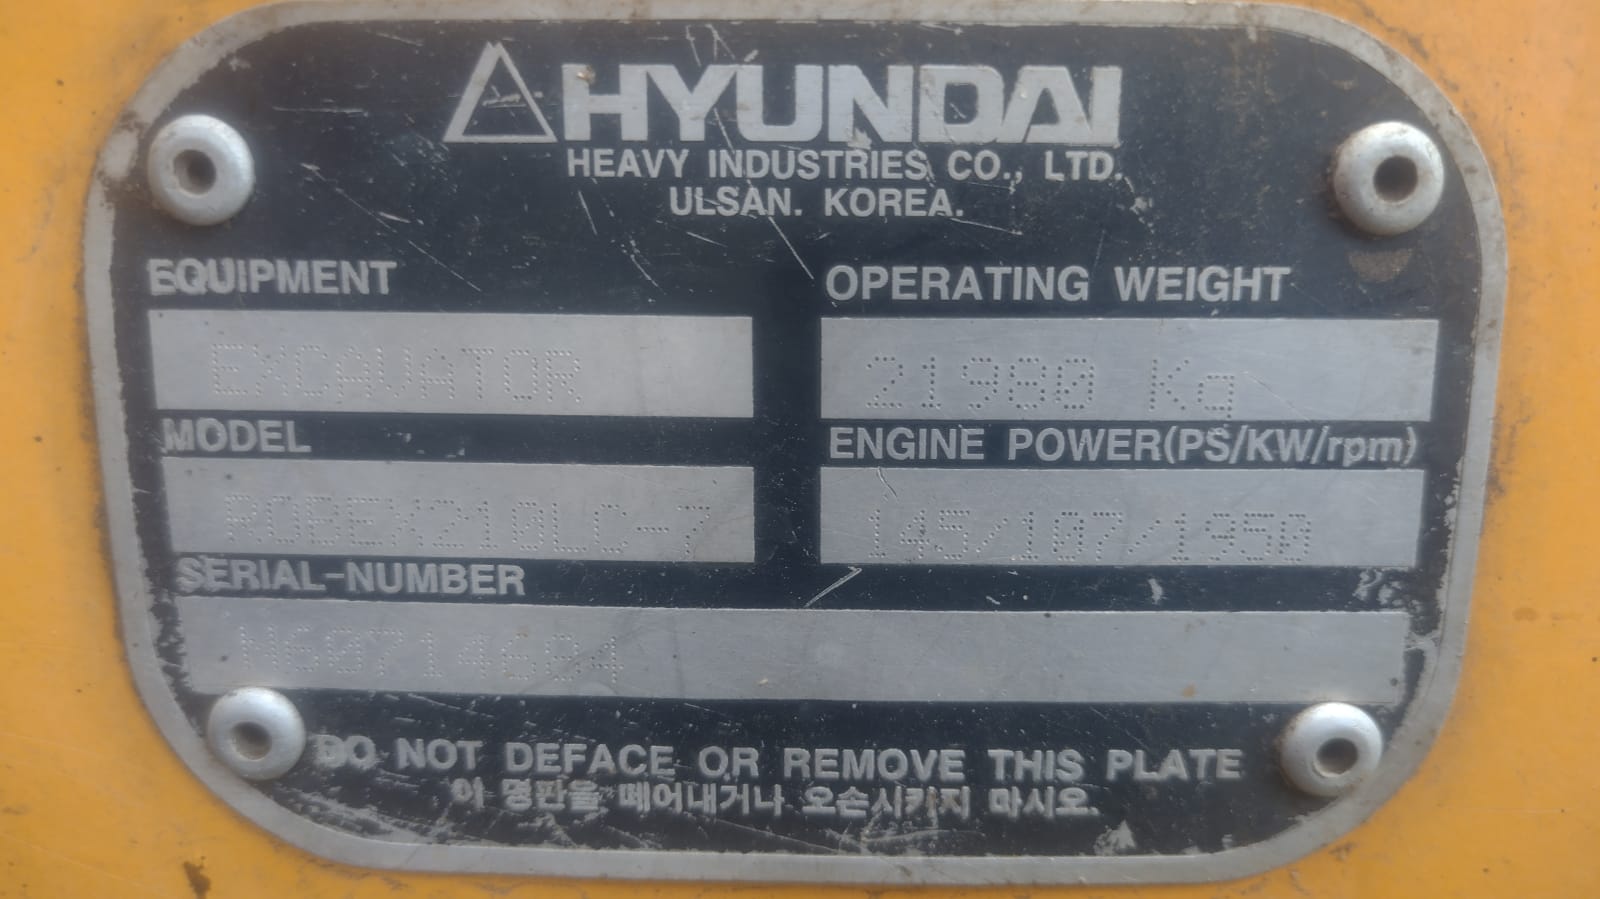 HYUNDAI
HEAVY INDUSTRIES CO., LTD.
ULSAN. KOREA.
EQUIPMENT
EXCAVATOR
OPERATING WEIGHT
21980 Kg
MODEL
ROBEX210LC-7
ENGINE POWER(PS/KW/rpm)
145/107/1950
SERIAL-NUMBER
N60714684
DO NOT DEFACE OR REMOVE THIS PLATE
이 명판을 떼어내거나 오손시키지 마시오.